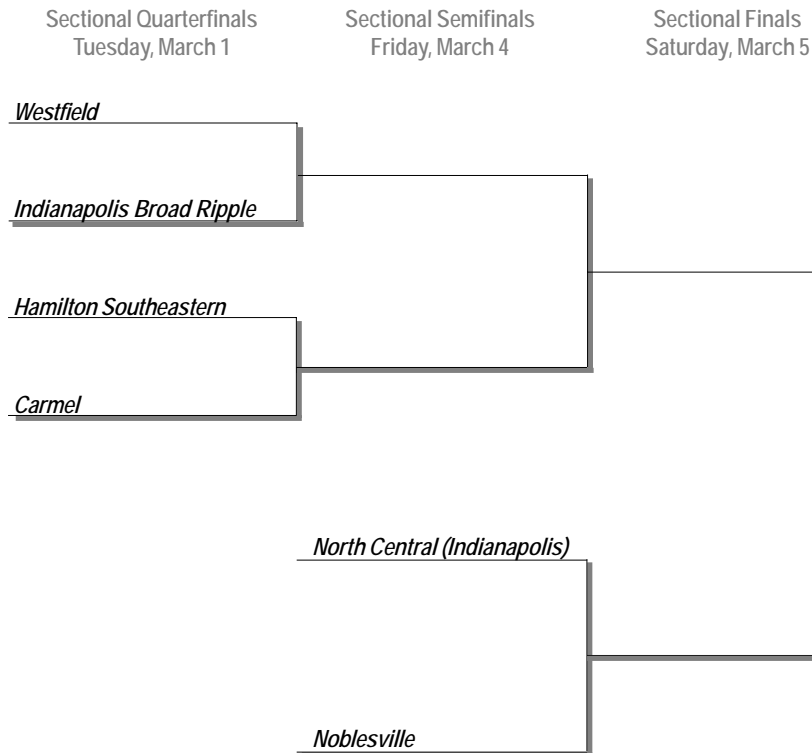 Sectional Quarterfinals
Tuesday, March 1
Sectional Semifinals
Friday, March 4
Sectional Finals
Saturday, March 5
Westfield
Indianapolis Broad Ripple
Hamilton Southeastern
Carmel
North Central (Indianapolis)
Noblesville